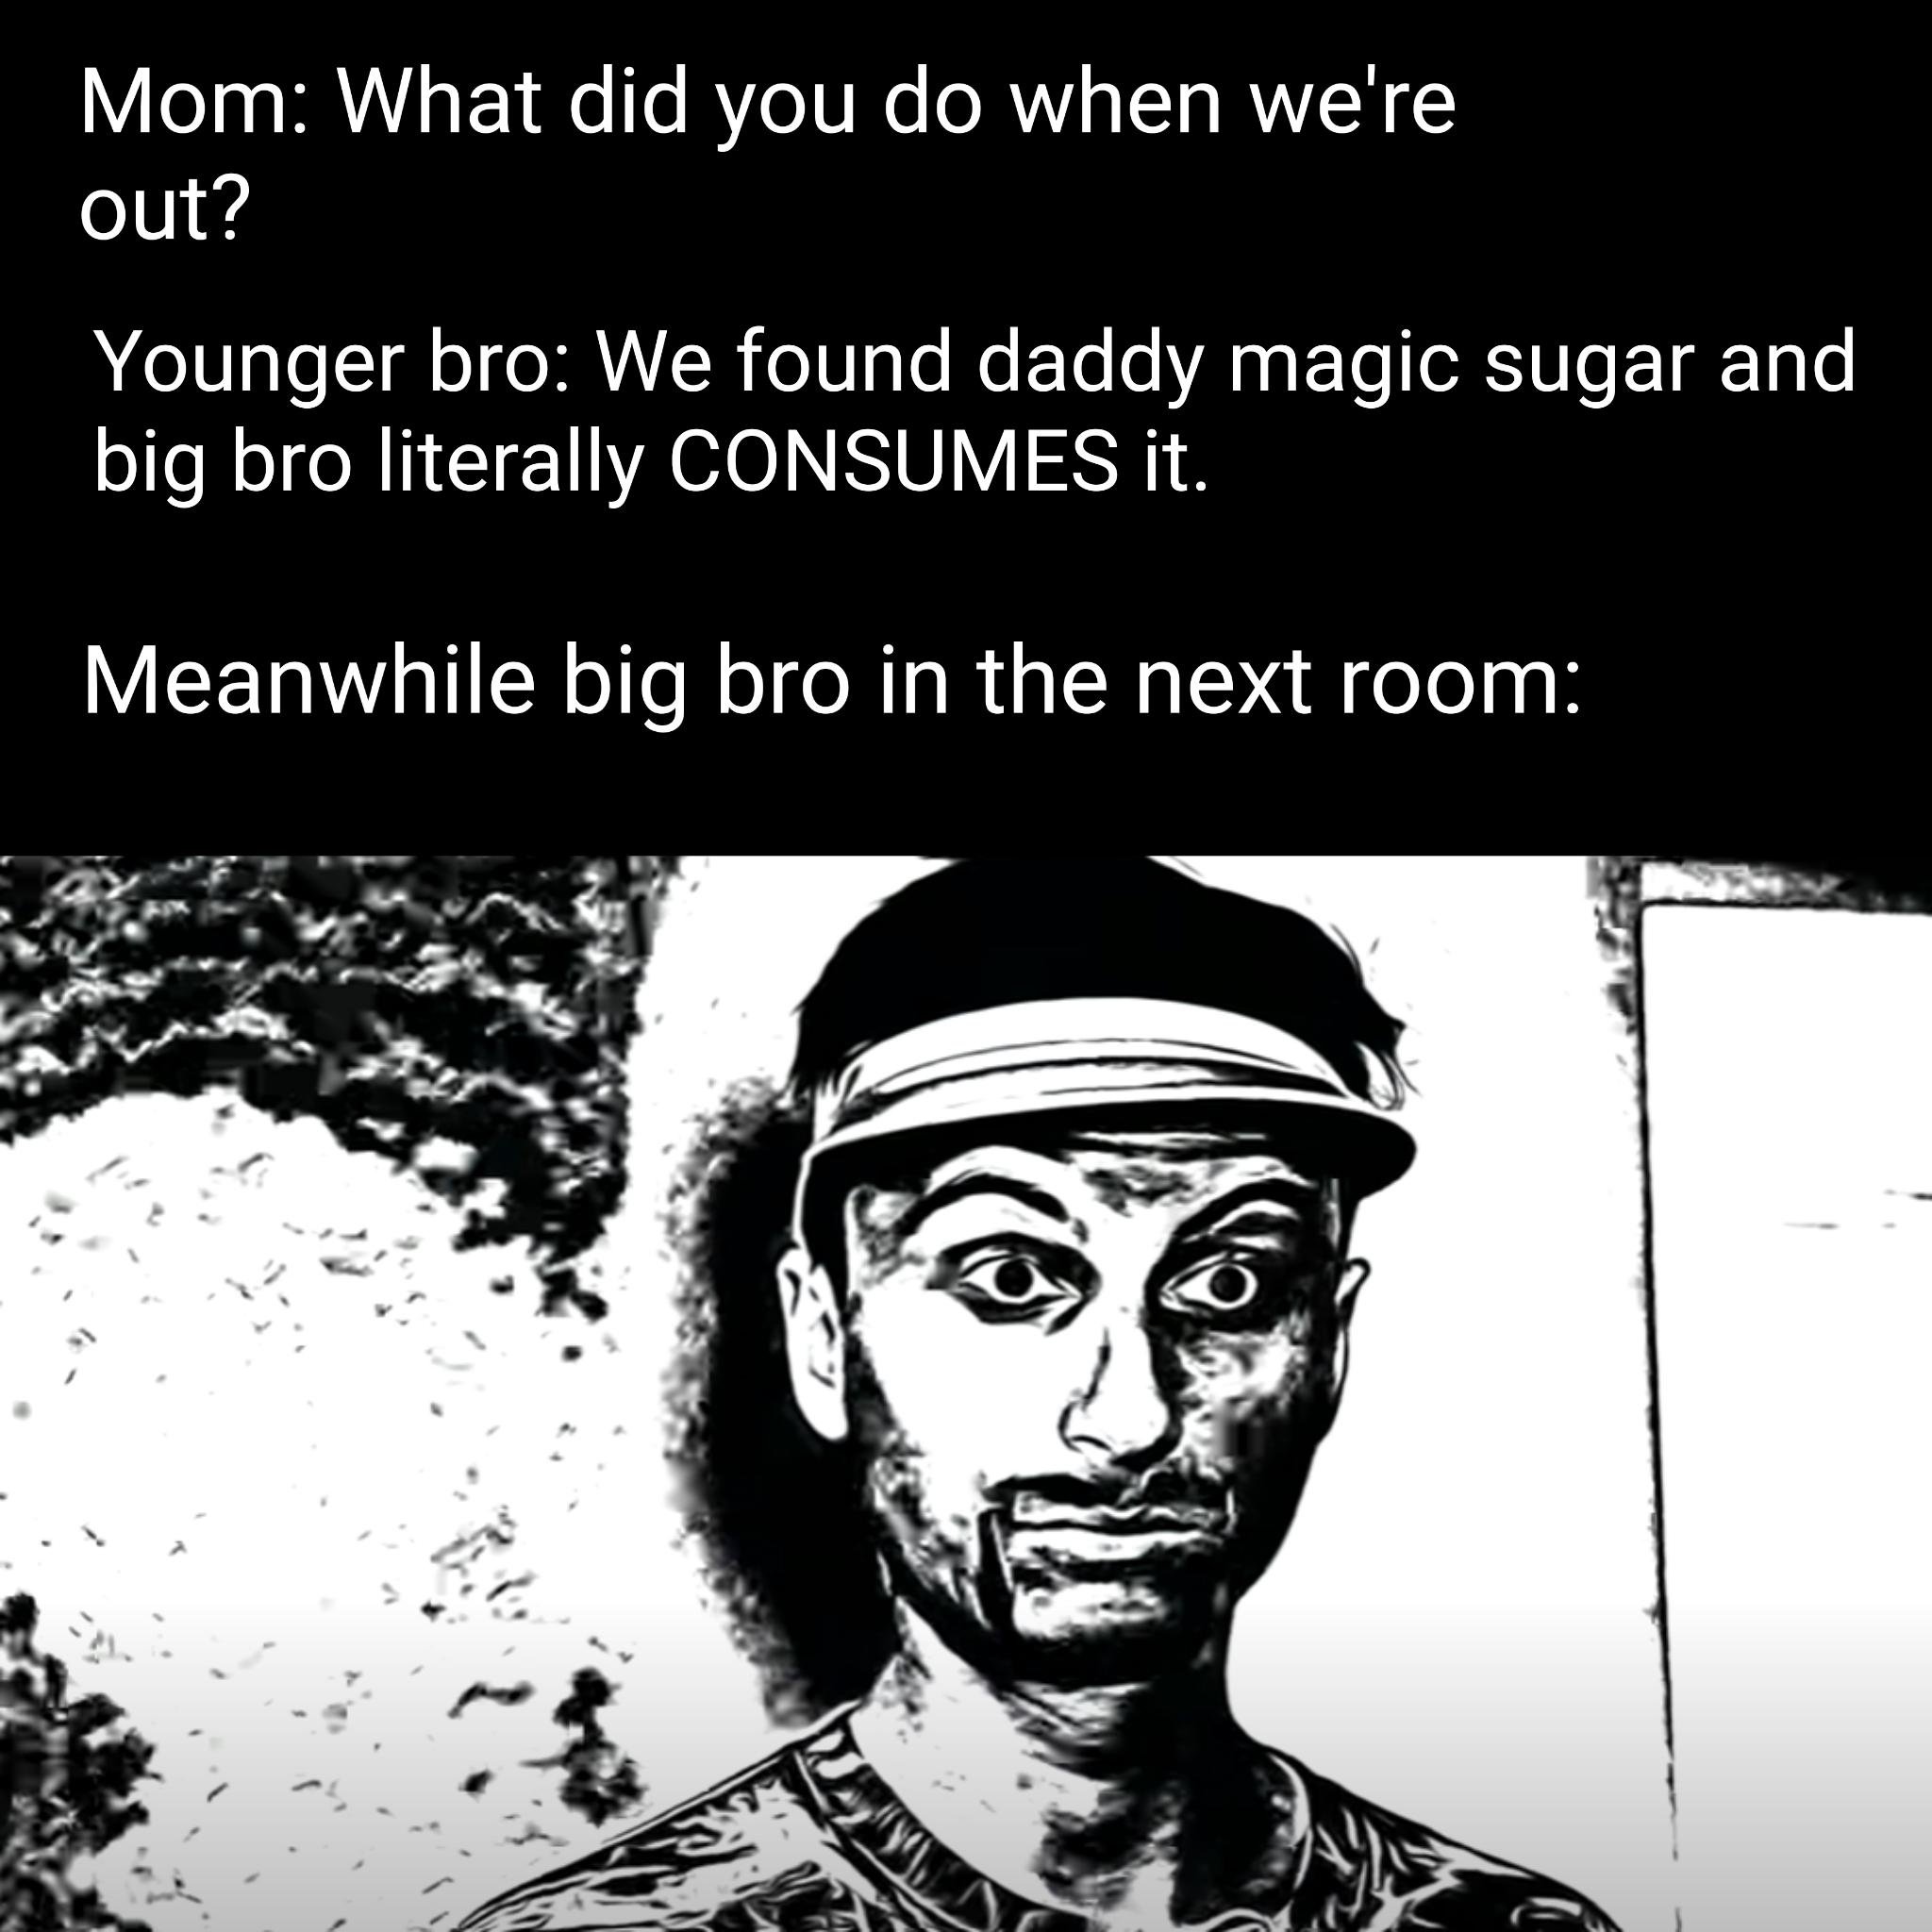 Mom: What did you do when we're
out?
Younger bro: We found daddy magic sugar and
big bro literally CONSUMES it.
Meanwhile big bro in the next room: